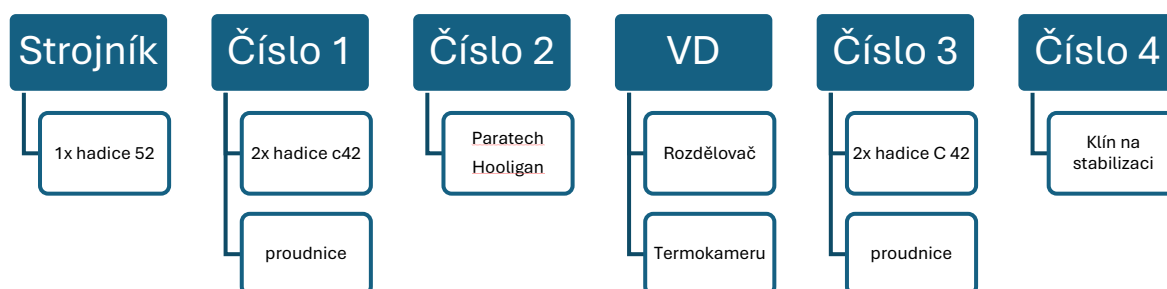 Strojník
Číslo 1
Číslo 2
VD
Číslo 3
Číslo 4
1x hadice 52
2x hadice c42
Paratech
Hooligan
Rozdělovač
2x hadice C 42
Klín na
stabilizaci
proudnice
Termokameru
proudnice